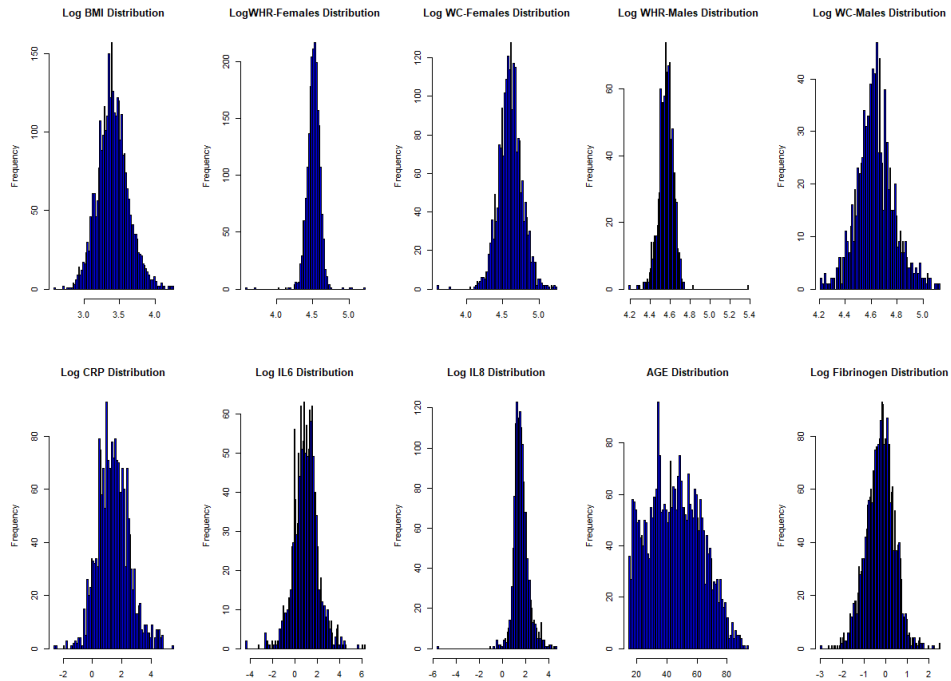 Log BMI Distribution
LogWHR-Females Distribution
Log WC-Females Distribution
Log WHR-Males Distribution
Log WC-Males Distribution
Frequency
0 50 100 150
3.0 3.5 4.0
Frequency
0 50 100 150 200
4.0 4.5 5.0
Frequency
0 20 40 60 80 100 120
4.0 4.5 5.0
Frequency
0 20 40 60
4.2 4.4 4.6 4.8 5.0 5.2 5.4
Frequency
0 10 20 30 40
4.2 4.4 4.6 4.8 5.0
Log CRP Distribution
Log IL6 Distribution
Log IL8 Distribution
AGE Distribution
Log Fibrinogen Distribution
Frequency
0 20 40 60 80
-2 0 2 4
Frequency
0 10 20 30 40 50 60
-4 -2 0 2 4 6
Frequency
0 20 40 60 80 100 120
-6 -4 -2 0 2 4
Frequency
0 20 40 60 80
20 40 60 80
Frequency
0 20 40 60 80
-3 -2 -1 0 1 2